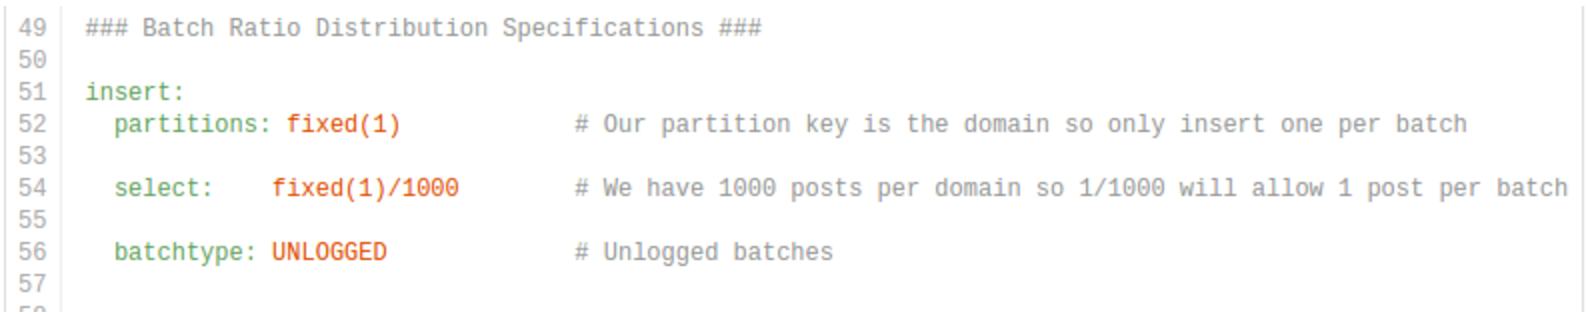 49 ### Batch Ratio Distribution Specifications ###
50
51 insert:
52 partitions: fixed(1) # Our partition key is the domain so only insert one per batch
53
54 select: fixed(1)/1000 # We have 1000 posts per domain so 1/1000 will allow 1 post per batch
55
56 batchtype: UNLOGGED # Unlogged batches
57